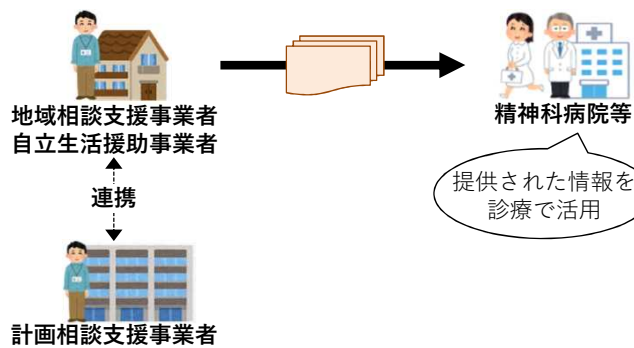 地域相談支援事業者
自立生活援助事業者
精神科病院等
提供された情報を
診療で活用
連携
計画相談支援事業者